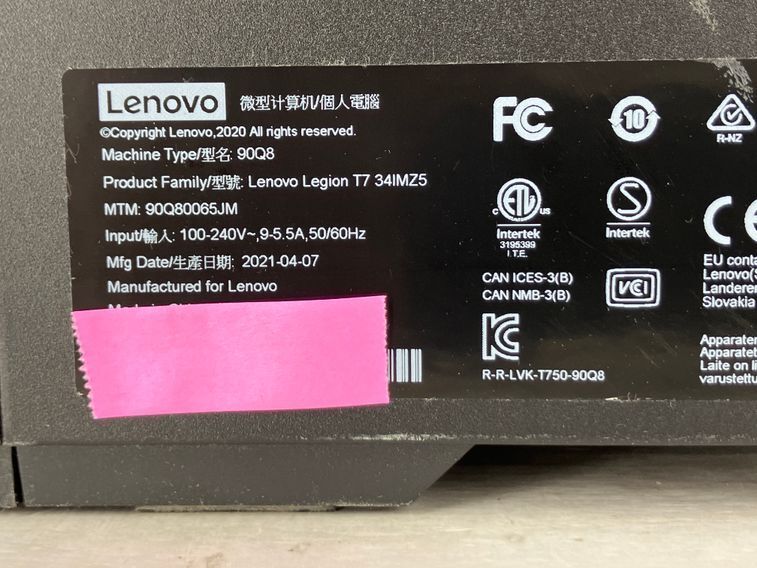 Lenovo 微型计算机/個人電腦
©Copyright Lenovo,2020 All rights reserved.
Machine Type/型名: 90Q8
Product Family/型號: Lenovo Legion T7 34IMZ5
MTM: 90Q80065JM
Input/輸入: 100-240V~,9-5.5A,50/60Hz
Mfg Date/生產日期: 2021-04-07
Manufactured for Lenovo
FC
10
R-NZ
c ETL us
Intertek
3195399
I.T.E.
S
Intertek
CE
CAN ICES-3(B)
CAN NMB-3(B)
VCI
R-R-LVK-T750-90Q8
EU conta
Lenovo(S
Landerer
Slovakia
Apparater
Apparatet
Laite on li
varustettu